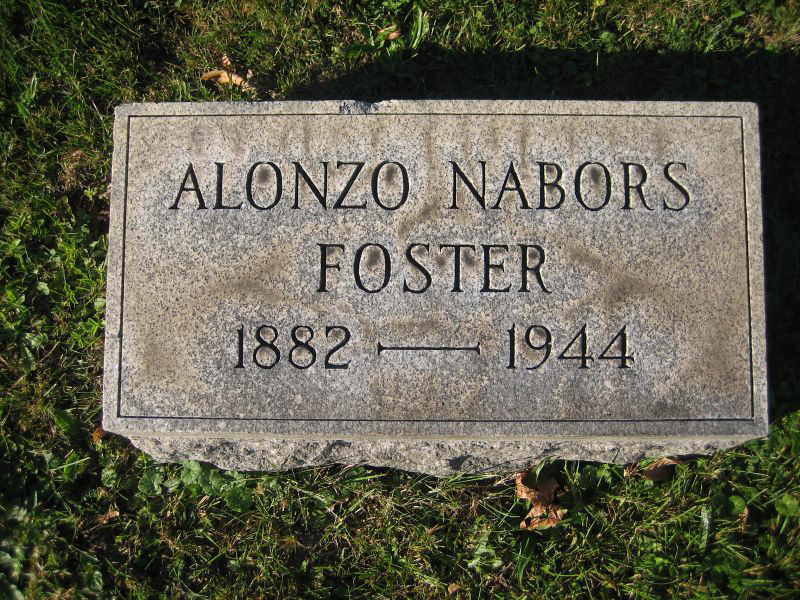 ALONZO NABORS
FOSTER
1882 — 1944